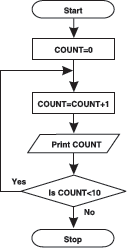 Start
COUNT=0
COUNT=COUNT+1
Print COUNT
Yes
Is COUNT<10
No
Stop